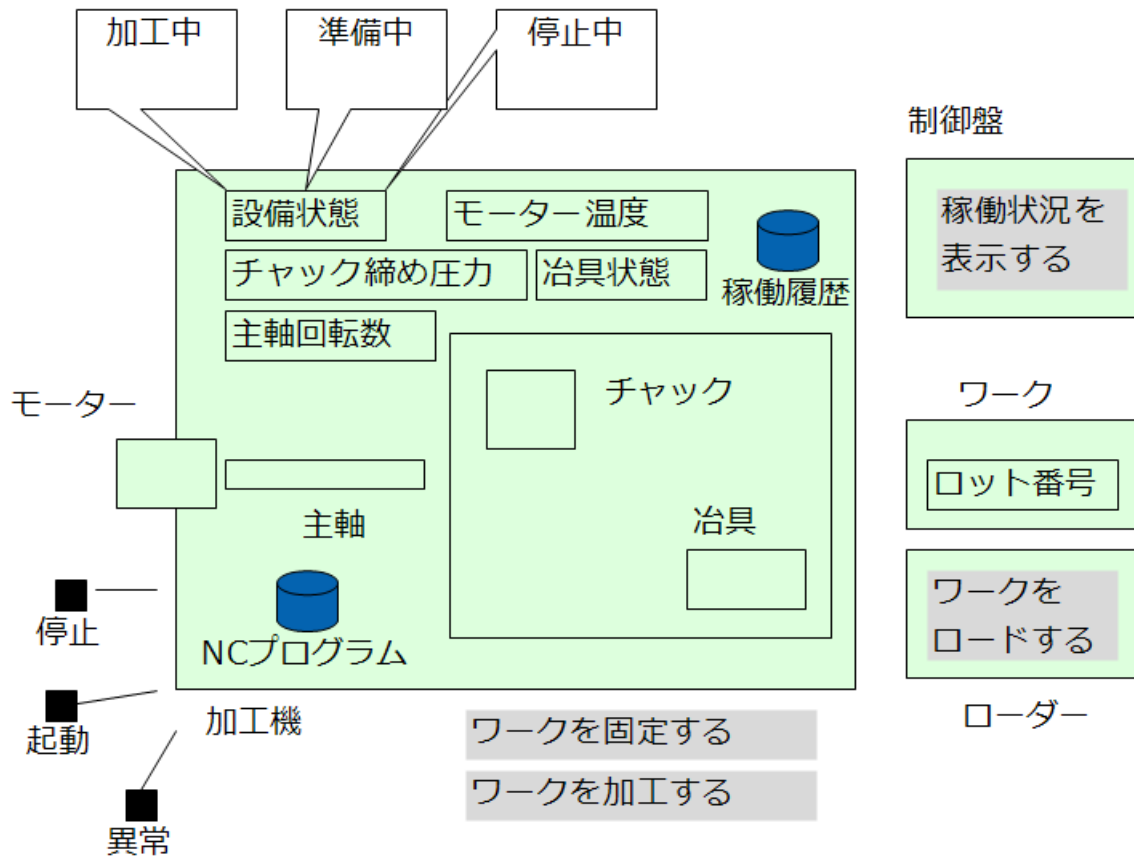 加工中
準備中
停止中
制御盤
設備状態
モーター温度
稼働状況を
表示する
チャック締め圧力
冶具状態
稼働履歴
主軸回転数
モーター
チャック
ワーク
ロット番号
主軸
冶具
停止
NCプログラム
ワークを
ロードする
起動
加工機
ワークを固定する
ローダー
ワークを加工する
異常